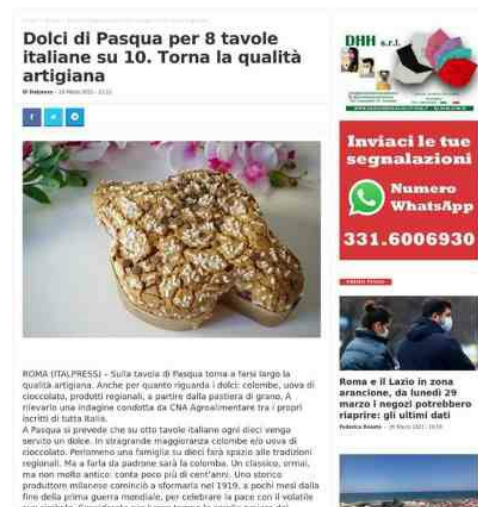 Dolci di Pasqua per 8 tavole
italiane su 10. Torna la qualità
artigiana
DHH s.r.l.
Inviaci le tue
segnalazioni
Numero
WhatsApp
331.6006930
ROMA (ITALPRESS) – Sulla tavola di Pasqua torna a farsi largo la
qualità artigiana. Anche per quanto riguarda i dolci: colombe, uova di
cioccolato, prodotti regionali, a partire dalla pastiera di grano. A
rilevarlo una indagine condotta da CNA Agroalimentare tra i propri
iscritti di tutta Italia.
A Pasqua si prevede che su otto tavole italiane ogni dieci venga
servito un dolce. In stragrande maggioranza colombe e/o uova di
cioccolato. Perlomeno una famiglia su dieci farà spazio alle tradizioni
regionali. Ma a farla da padrone sarà la colomba. Un classico, ormai,
ma non molto antico: conta poco più di cent'anni. Uno storico
produttore milanese cominciò a sfornarla nel 1919, a pochi mesi dalla
fine della prima guerra mondiale, per celebrare la pace con il volatile
Roma e il Lazio in zona
arancione, da lunedì 29
marzo i negozi potrebbero
riaprire: gli ultimi dati